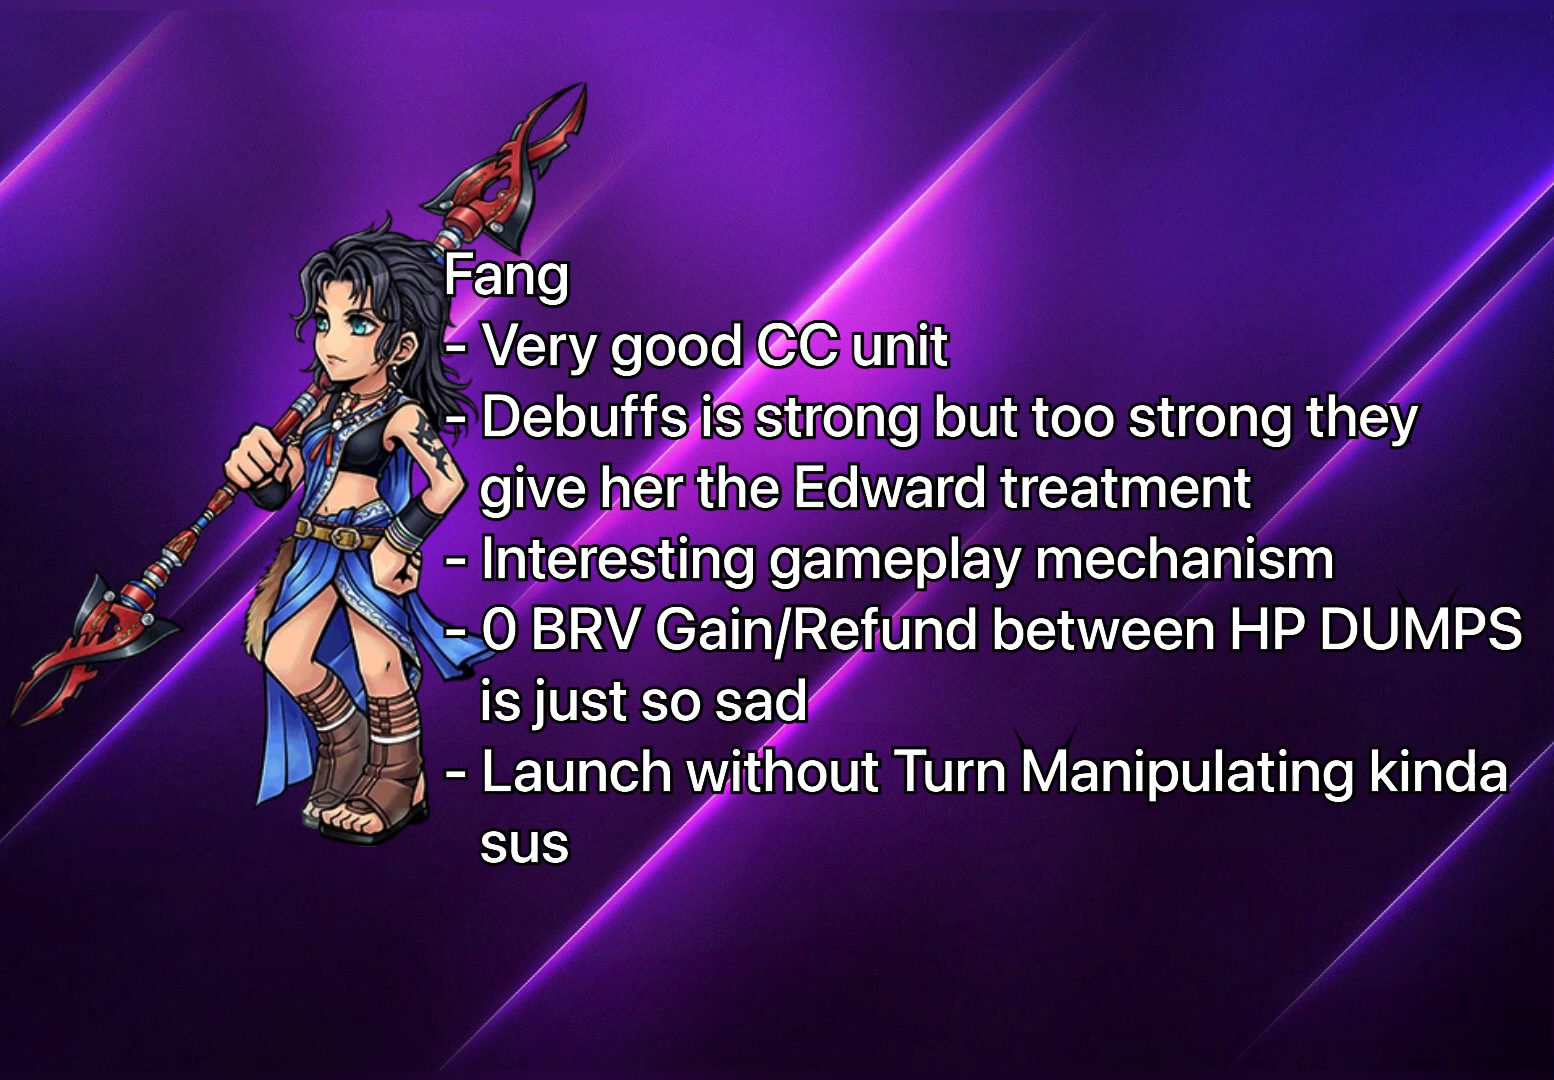 Fang
- Very good CC unit
- Debuffs is strong but too strong they
give her the Edward treatment
- Interesting gameplay mechanism
- 0 BRV Gain/Refund between HP DUMPS
is just so sad
- Launch without Turn Manipulating kinda
sus